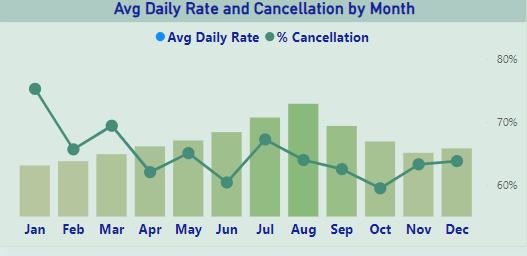 Avg Daily Rate and Cancellation by Month
Avg Daily Rate % Cancellation
80%
70%
60%
Jan Feb Mar Apr May Jun Jul Aug Sep Oct Nov Dec